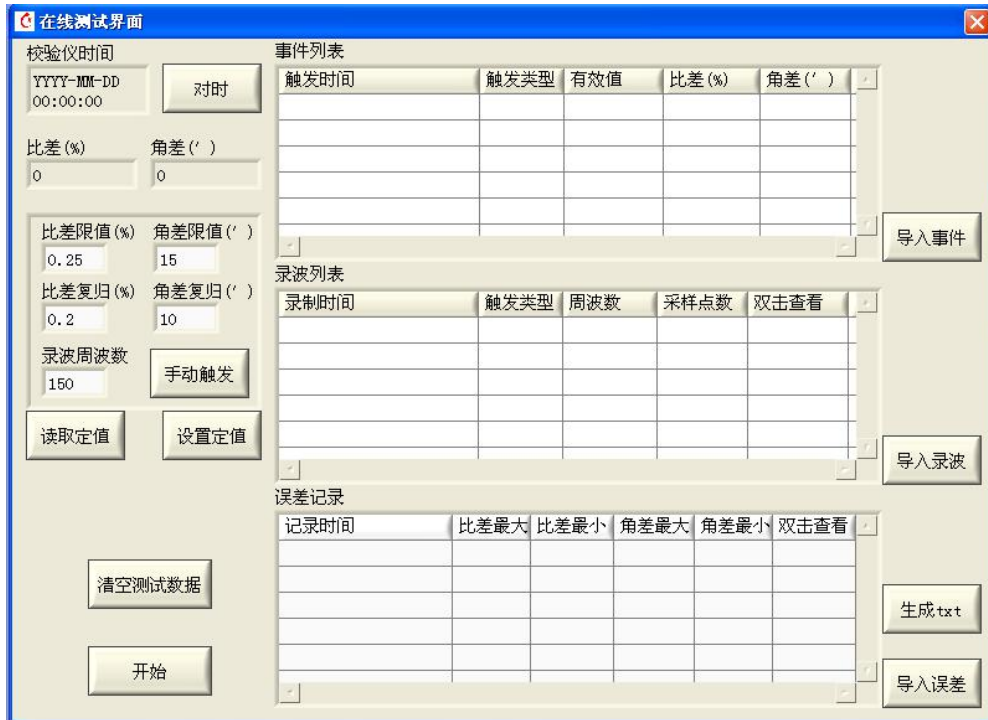 在线测试界面
校验仪时间
YYYY-MM-DD
00:00:00
对时
比差(%) 角差(′)
0 0
比差限值(%) 角差限值(′)
0.25 15
比差复归(%) 角差复归(′)
0.2 10
录波周波数
150
手动触发
读取定值 设置定值
清空测试数据
开始
事件列表
触发时间 触发类型 有效值 比差(%) 角差(′)
导入事件
录波列表
录制时间 触发类型 周波数 采样点数 双击查看
导入录波
误差记录
记录时间 比差最大 比差最小 角差最大 角差最小 双击查看
生成txt
导入误差